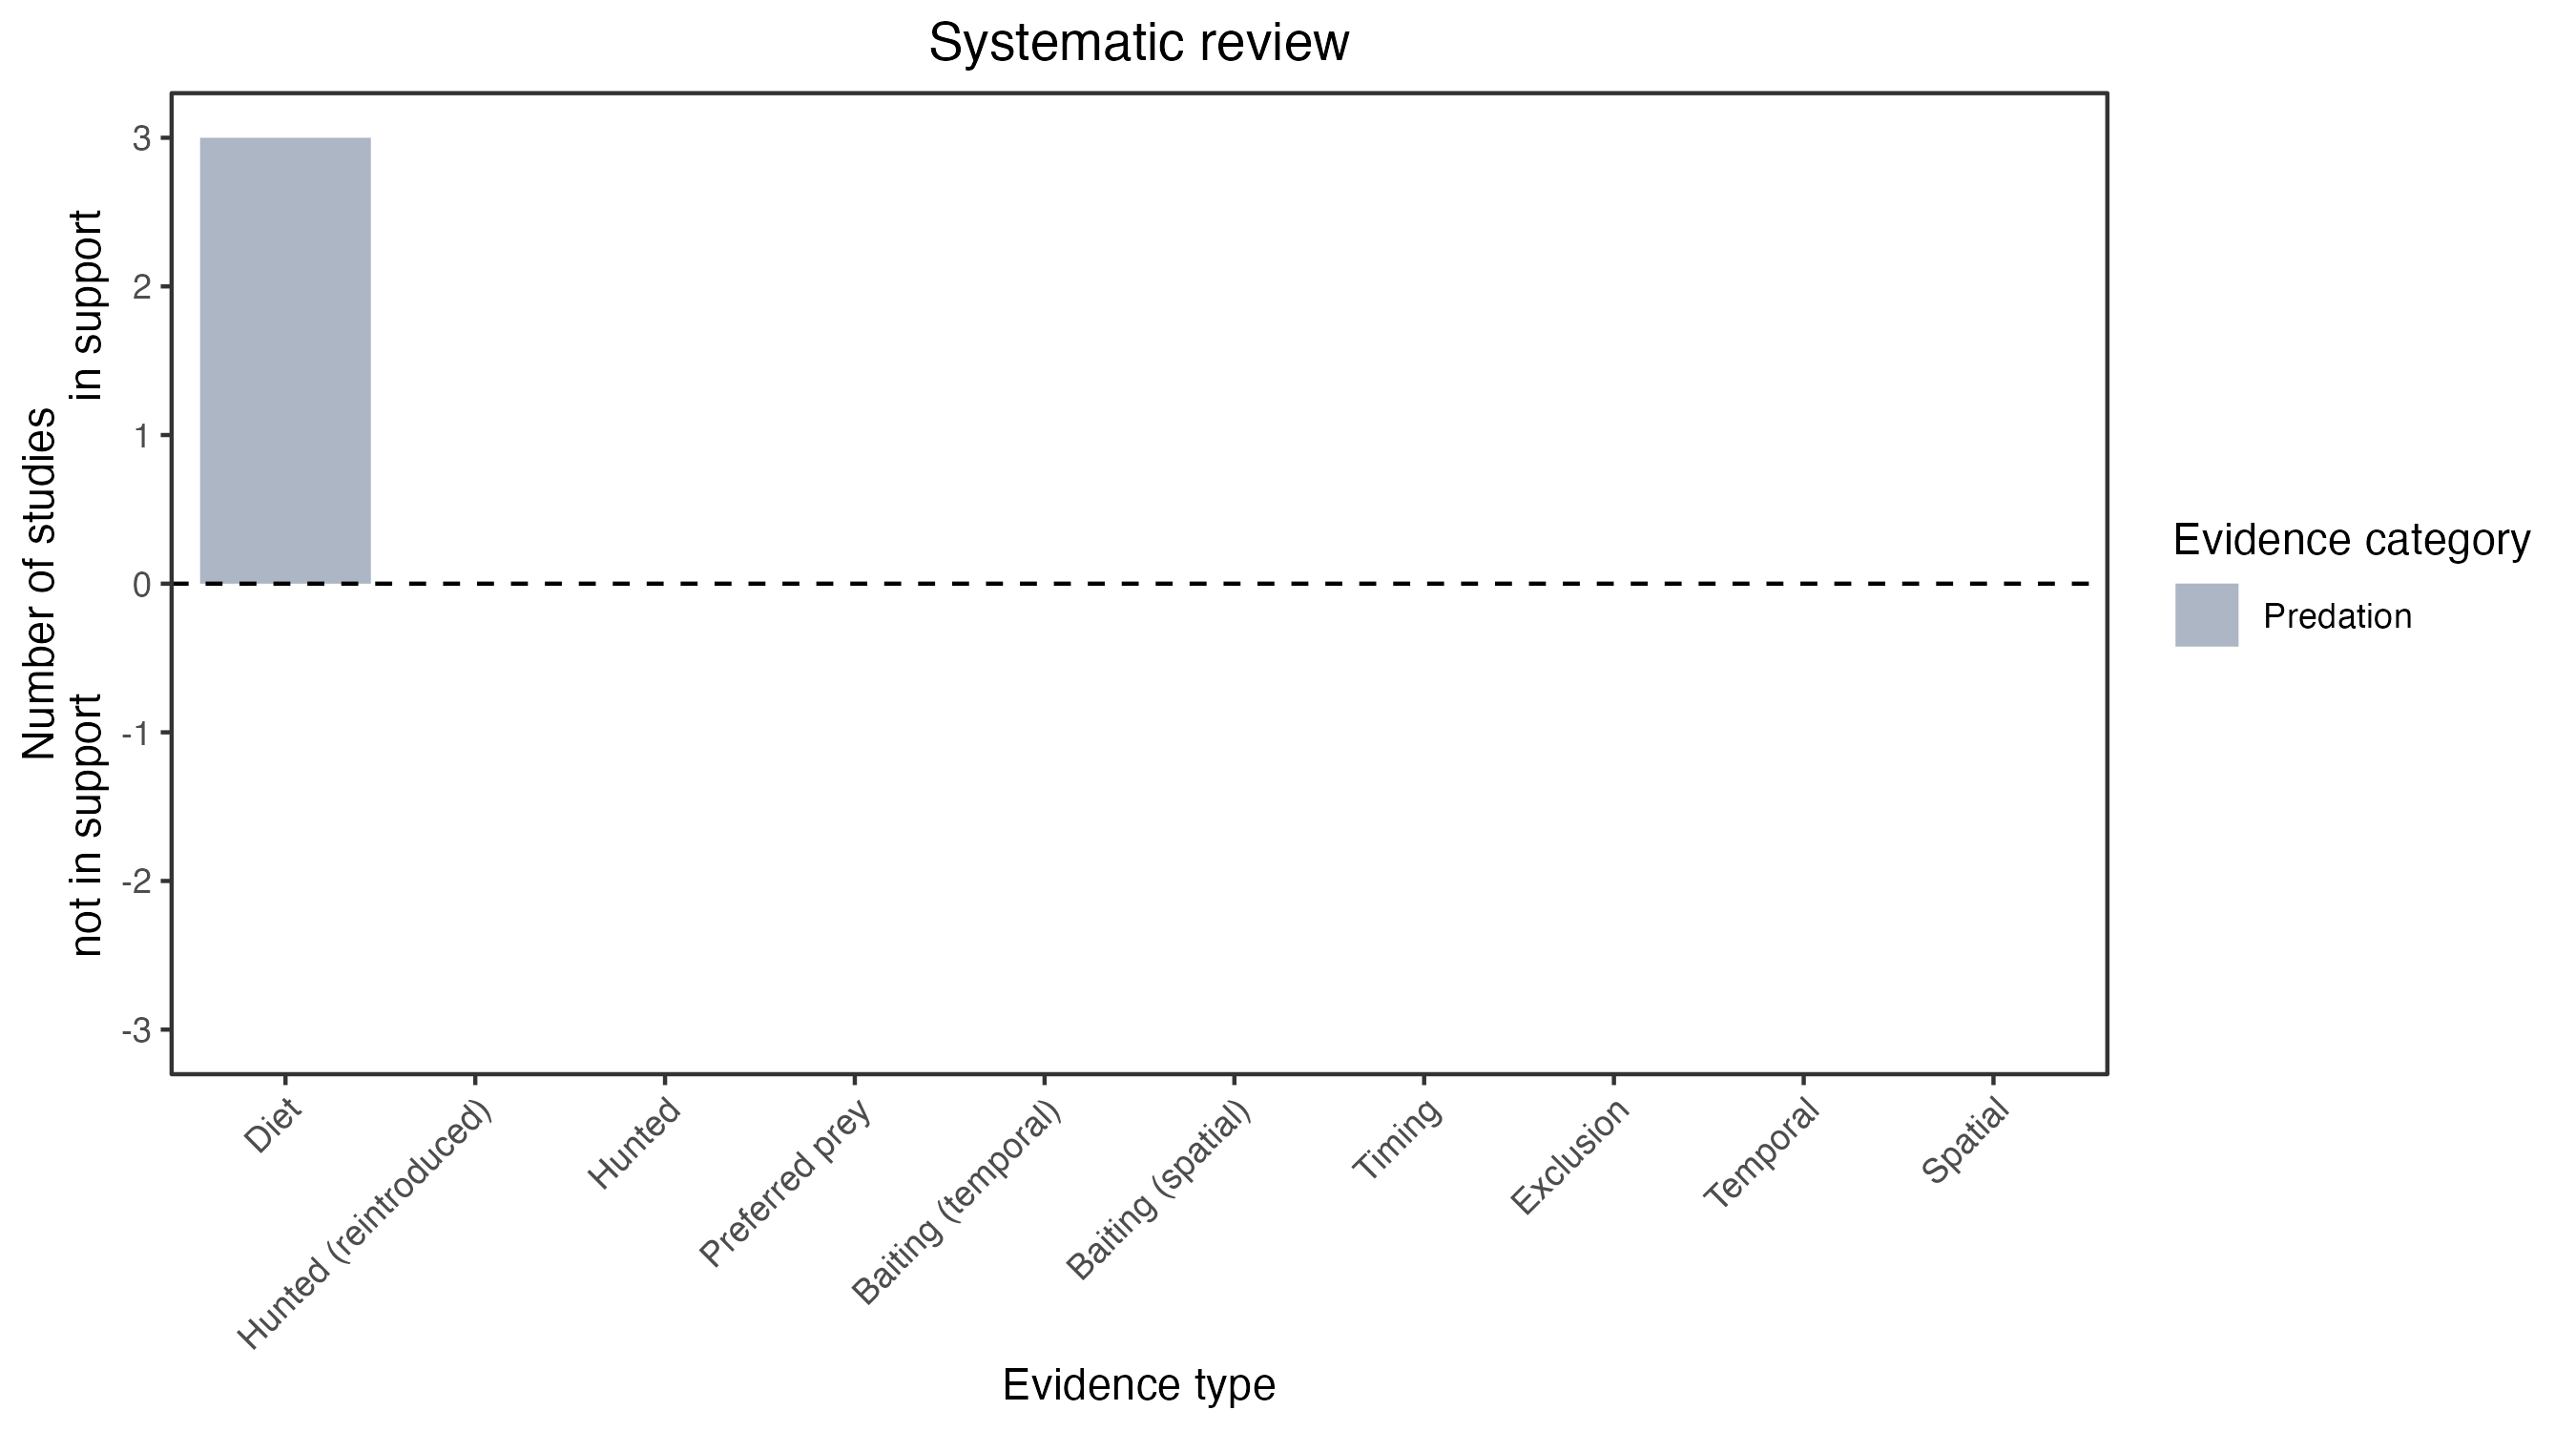 Systematic review
Number of studies
not in support in support
3
2
1
0
-1
-2
-3
Diet
Hunted (reintroduced)
Hunted
Preferred prey
Baiting (temporal)
Baiting (spatial)
Timing
Exclusion
Temporal
Spatial
Evidence type
Evidence category
Predation